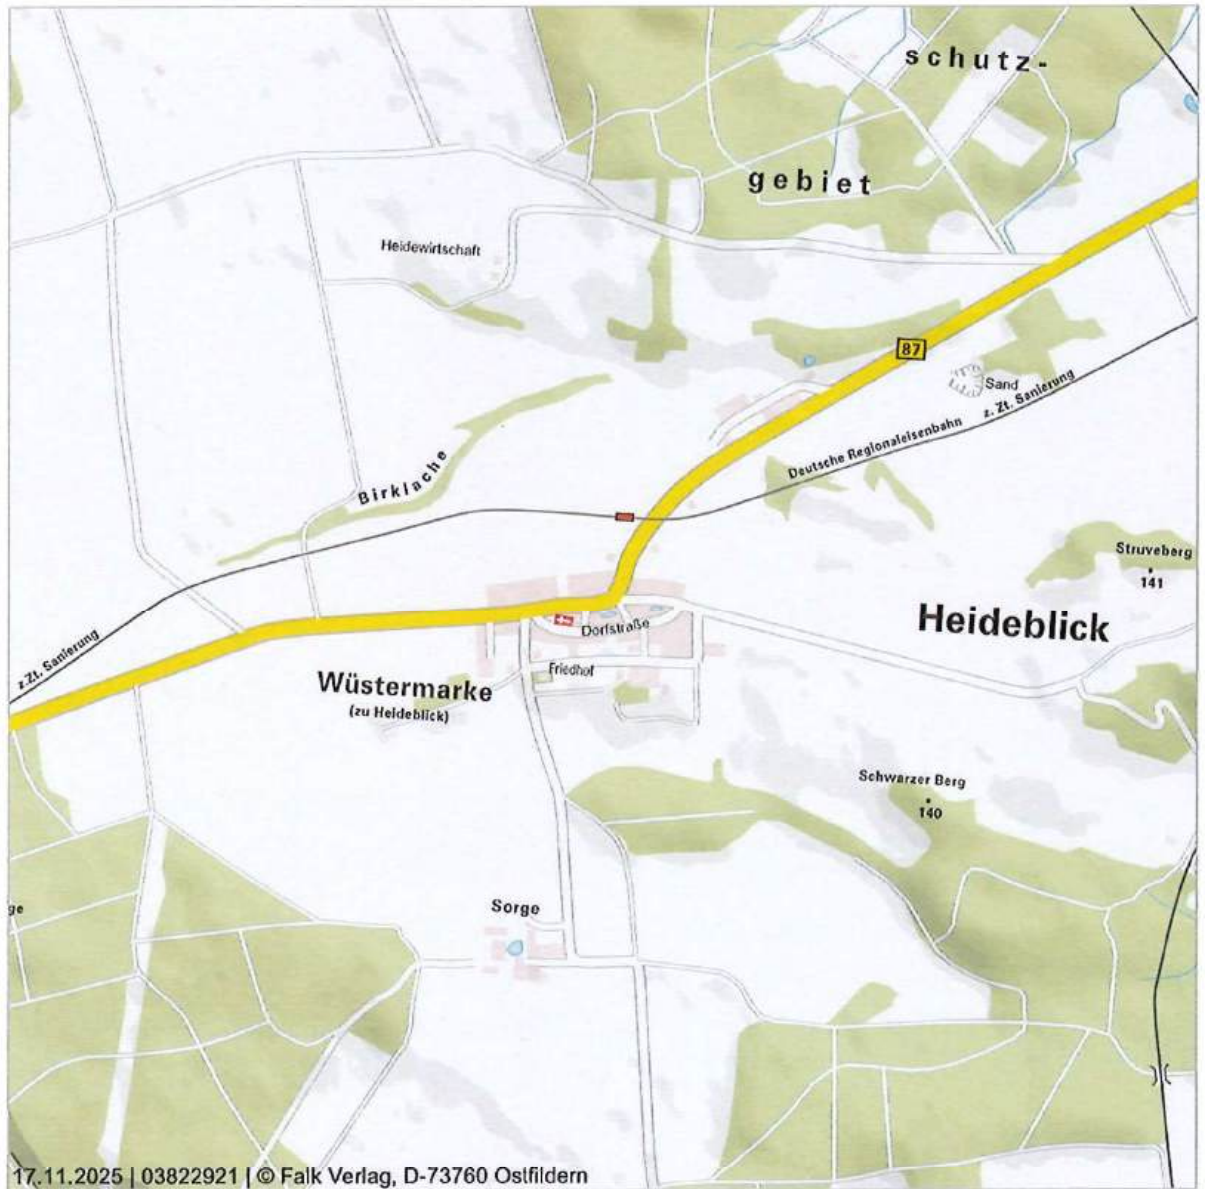 schutz-
gebiet
Heidewirtschaft
87
Sand
z. Zt. Sanierung
Deutsche Regionaleisenbahn
Birklache
Struveberg
141
Heideblick
Dorfstraße
z. Zt. Sanierung
Friedhof
Wüstermarke
(zu Heideblick)
Schwarzer Berg
140
Sorge
ge
17.11.2025 | 03822921 | © Falk Verlag, D-73760 Ostfildern